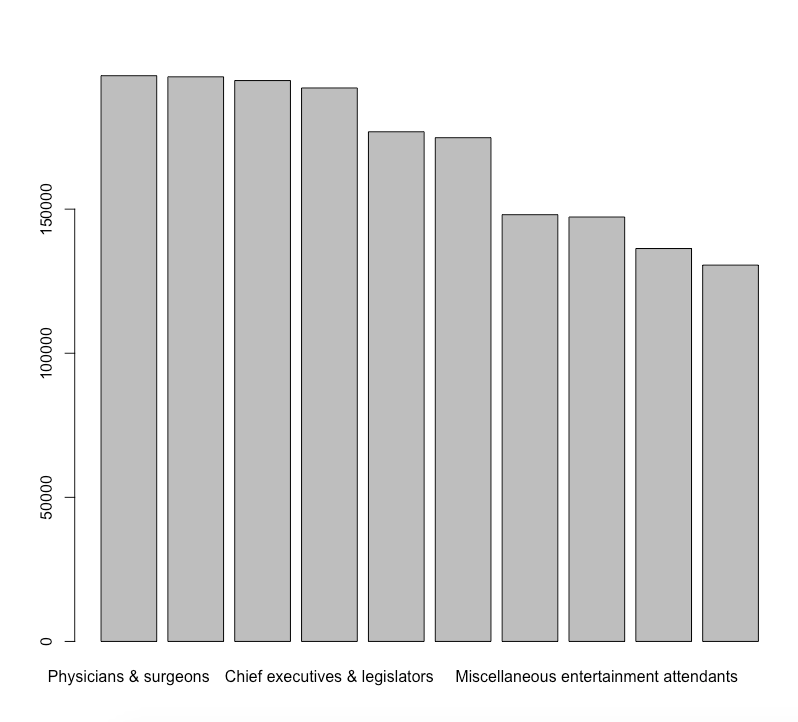 150000
100000
50000
0
Physicians & surgeons Chief executives & legislators Miscellaneous entertainment attendants